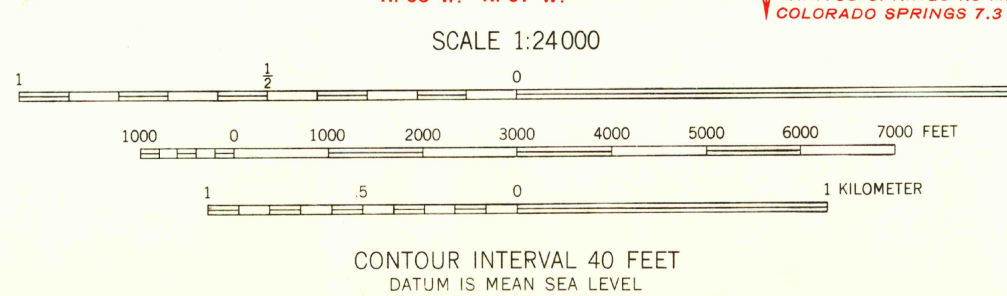 COLORADO SPRINGS 7.3
SCALE 1:24000
1 1/2 0
1000 0 1000 2000 3000 4000 5000 6000 7000 FEET
1 .5 0 1 KILOMETER
CONTOUR INTERVAL 40 FEET
DATUM IS MEAN SEA LEVEL